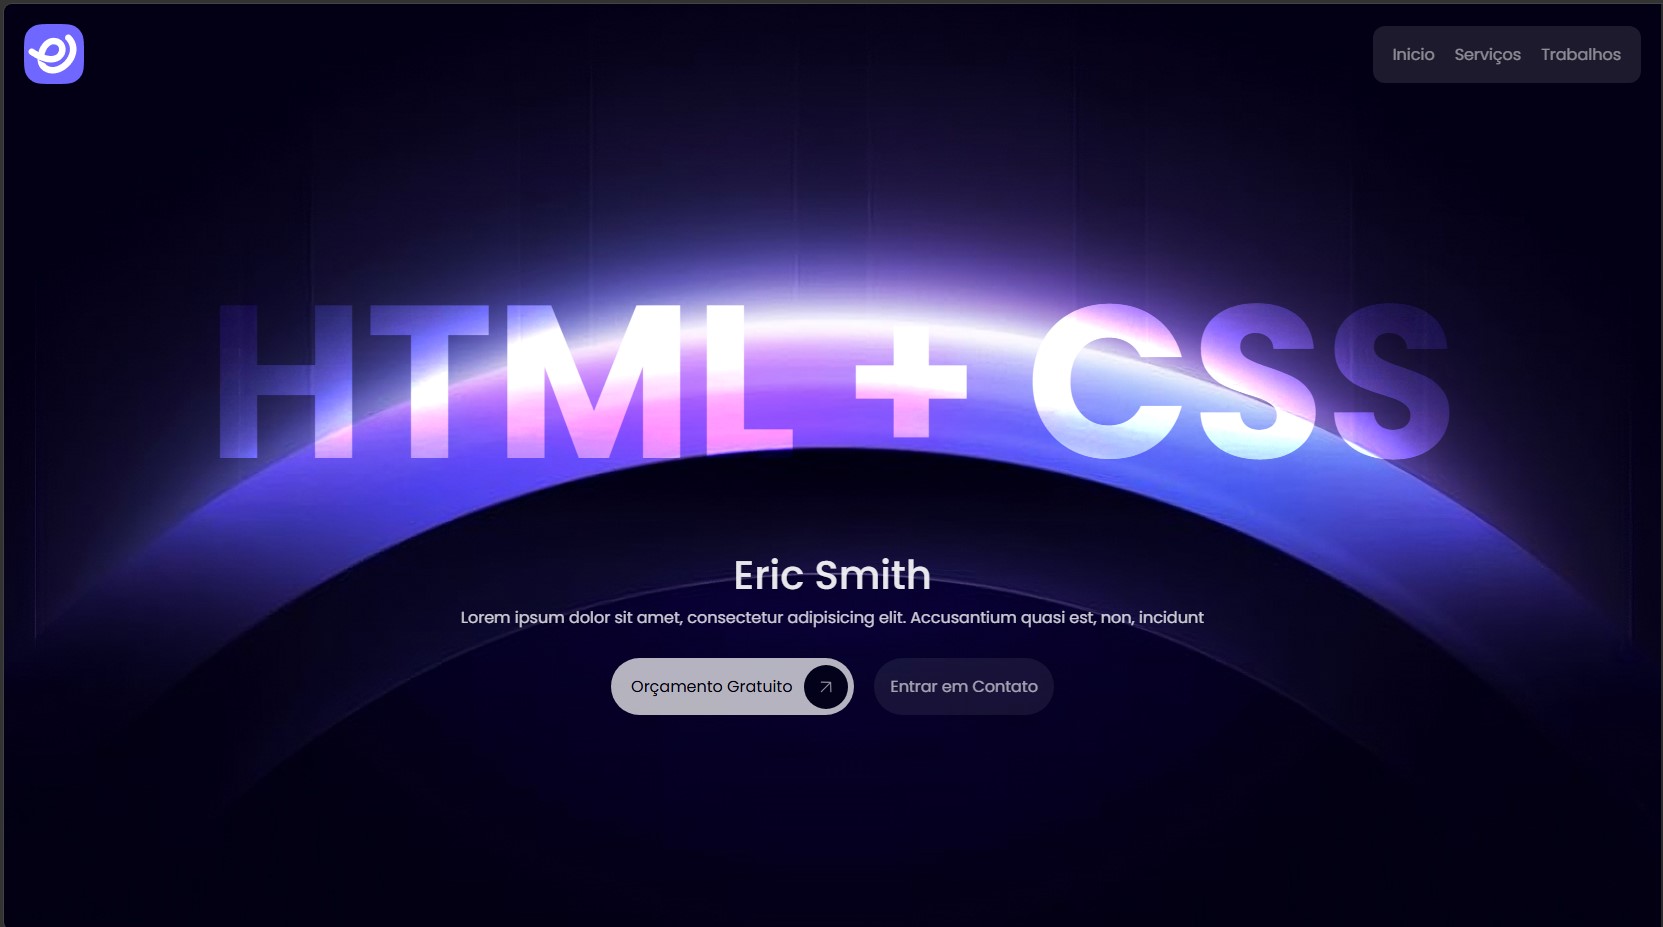 Inicio Serviços Trabalhos
HTML + CSS
Eric Smith
Lorem ipsum dolor sit amet, consectetur adipisicing elit. Accusantium quasi est, non, incidunt
Orçamento Gratuito Entrar em Contato